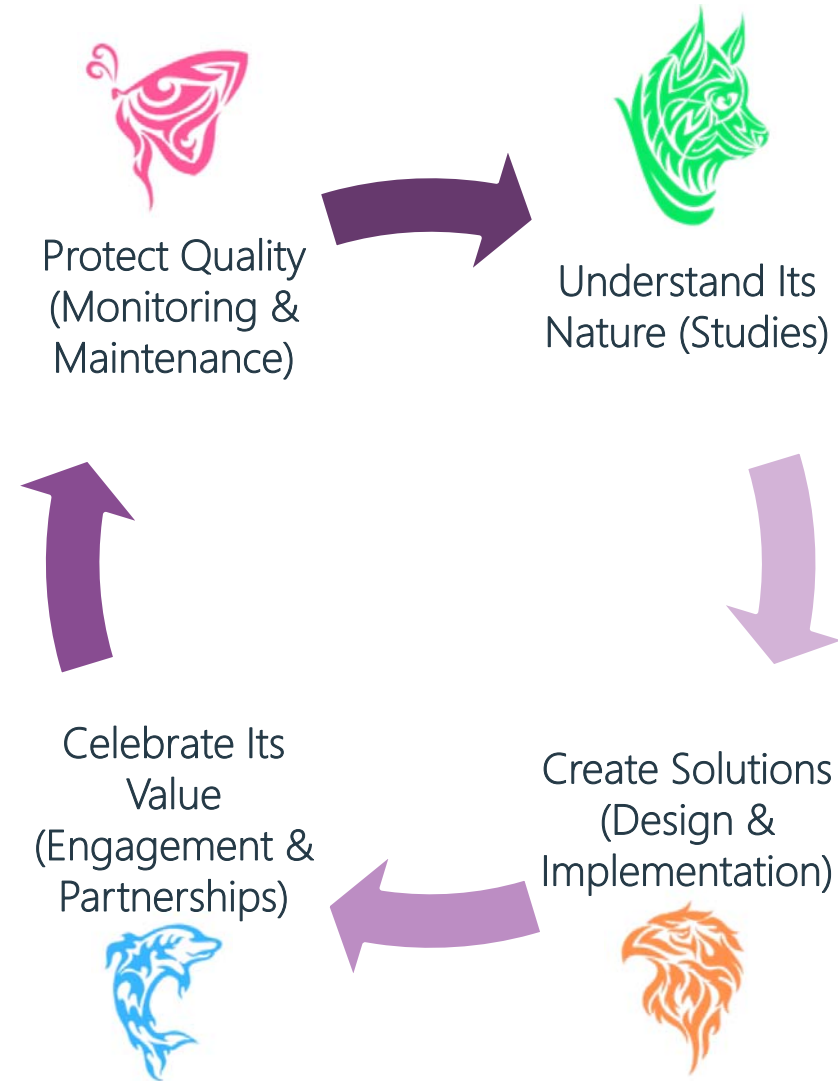 Protect Quality
(Monitoring &
Maintenance)
Understand Its
Nature (Studies)
Create Solutions
(Design &
Implementation)
Celebrate Its
Value
(Engagement &
Partnerships)